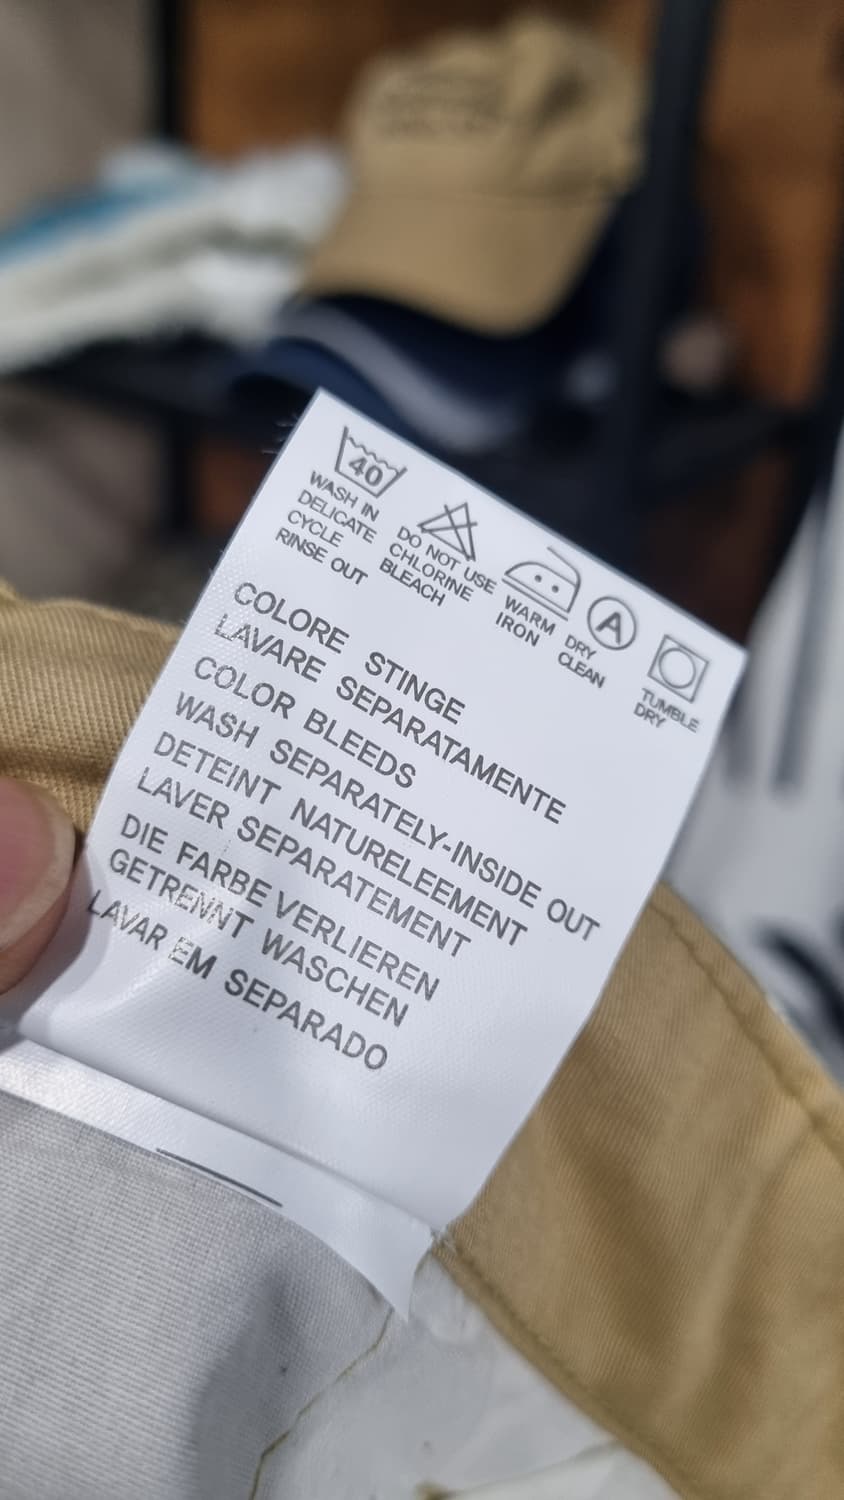 40
WASH IN
DELICATE
CYCLE
RINSE OUT
DO NOT USE
CHLORINE
BLEACH
WARM
IRON
A
DRY
CLEAN
TUMBLE
DRY
COLORE STINGE
LAVARE SEPARATAMENTE
COLOR BLEEDS
WASH SEPARATELY-INSIDE OUT
DETEINT NATURELEEMENT
LAVER SEPARATEMENT
DIE FARBE VERLIEREN
GETRENNT WASCHEN
LAVAR EM SEPARADO